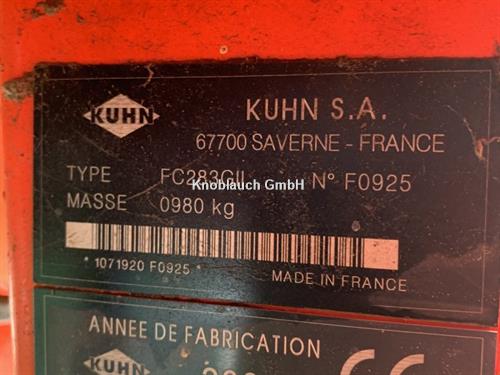 KUHN
KUHN S.A.
67700 SAVERNE - FRANCE
TYPE FC283GII N° F0925
Knoblauch GmbH
MASSE 0980 kg
* 1071920 F0925 *
MADE IN FRANCE
ANNEE DE FABRICATION
KUHN
CE